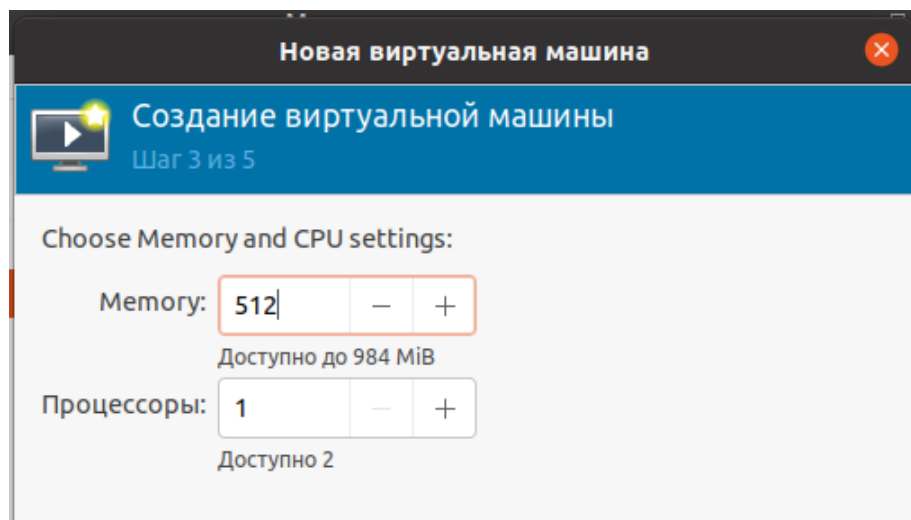 Новая виртуальная машина
Создание виртуальной машины
Шаг 3 из 5
Choose Memory and CPU settings:
Memory: 512
Доступно до 984 MiB
Процессоры: 1
Доступно 2